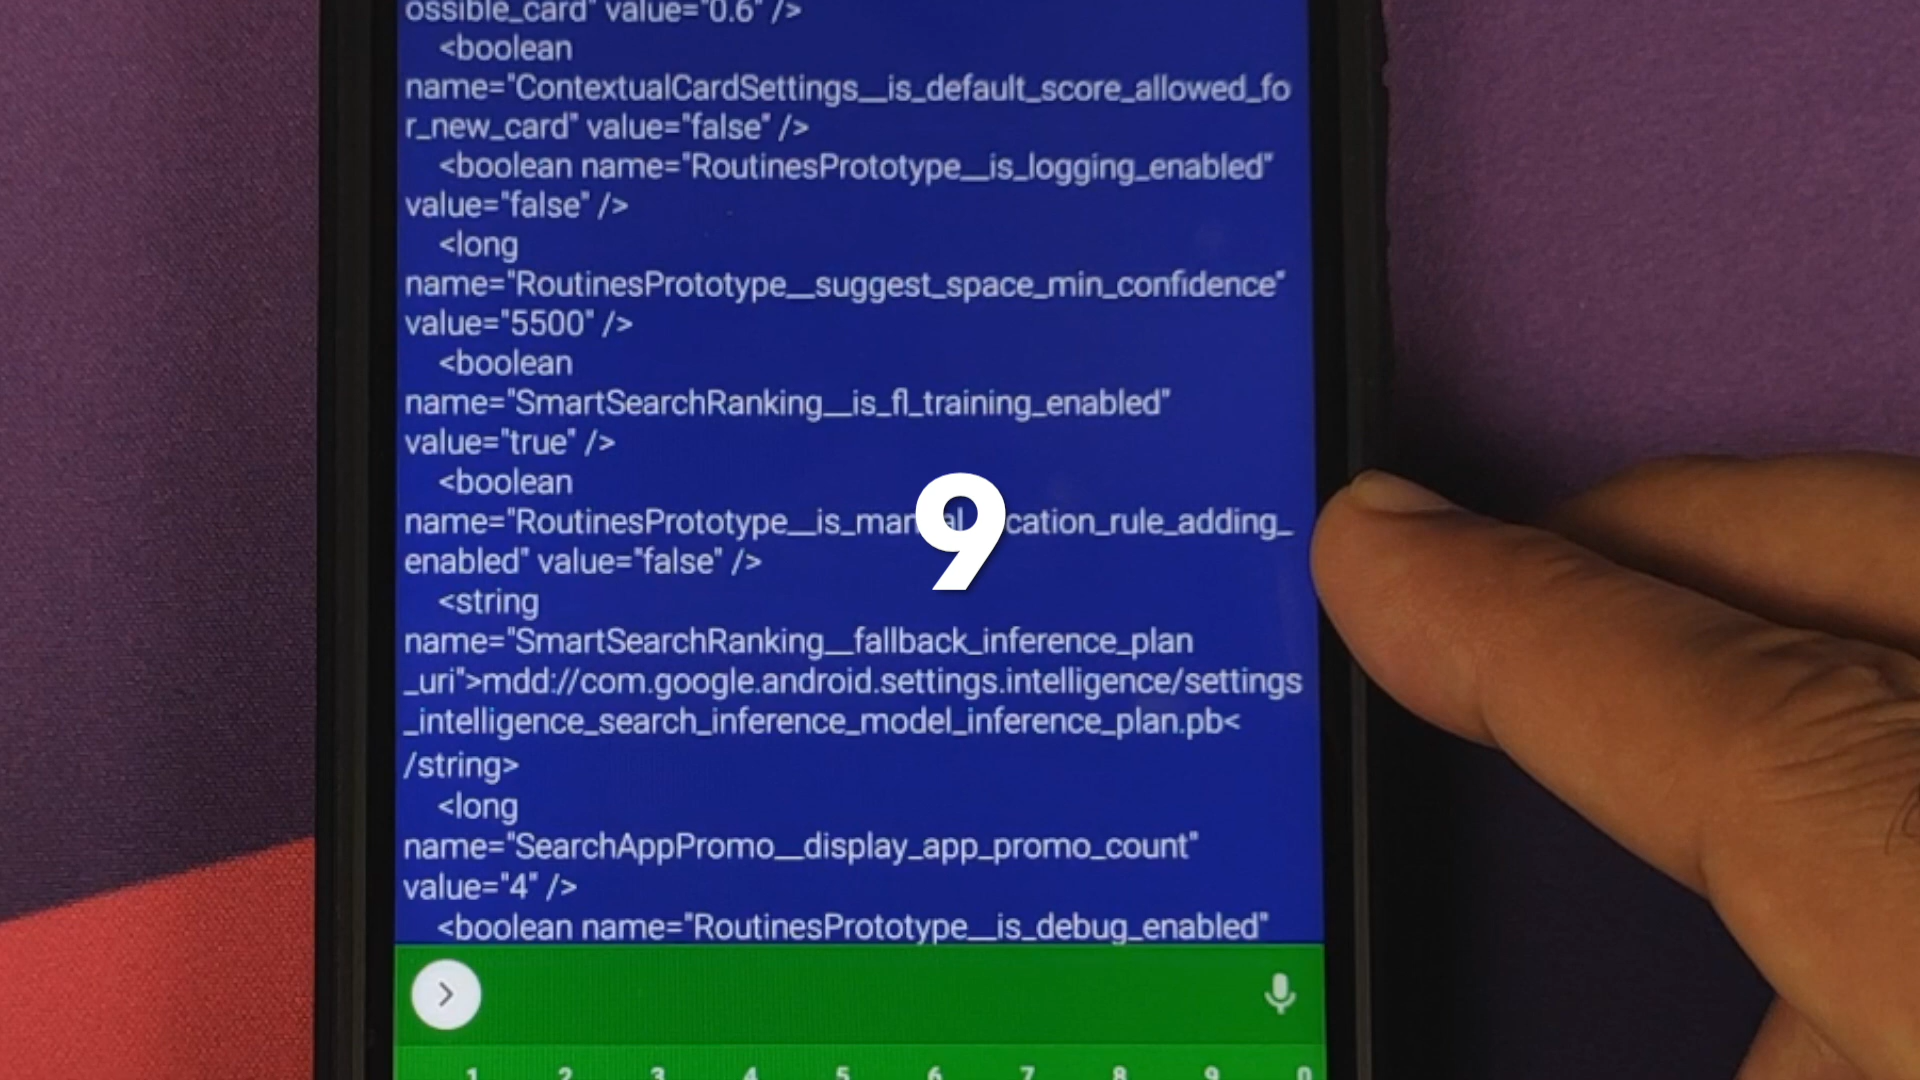 ossible_card" value="0.6" />
<boolean
name="ContextualCardSettings__is_default_score_allowed_fo
r_new_card" value="false" />
<boolean name="RoutinesPrototype__is_logging_enabled"
value="false" />
<long
name="RoutinesPrototype__suggest_space_min_confidence"
value="5500" />
<boolean
name="SmartSearchRanking__is_fl_training_enabled"
value="true" />
<boolean
name="RoutinesPrototype__is_man al cation_rule_adding_
9
enabled" value="false" />
<string
name="SmartSearchRanking__fallback_inference_plan
_uri">mdd://com.google.android.settings.intelligence/settings
_intelligence_search_inference_model_inference_plan.pb<
/string>
<long
name="SearchAppPromo__display_app_promo_count"
value="4" />
<boolean name="RoutinesPrototype__is_debug_enabled"
1 2 3 4 5 6 7 8 9 0